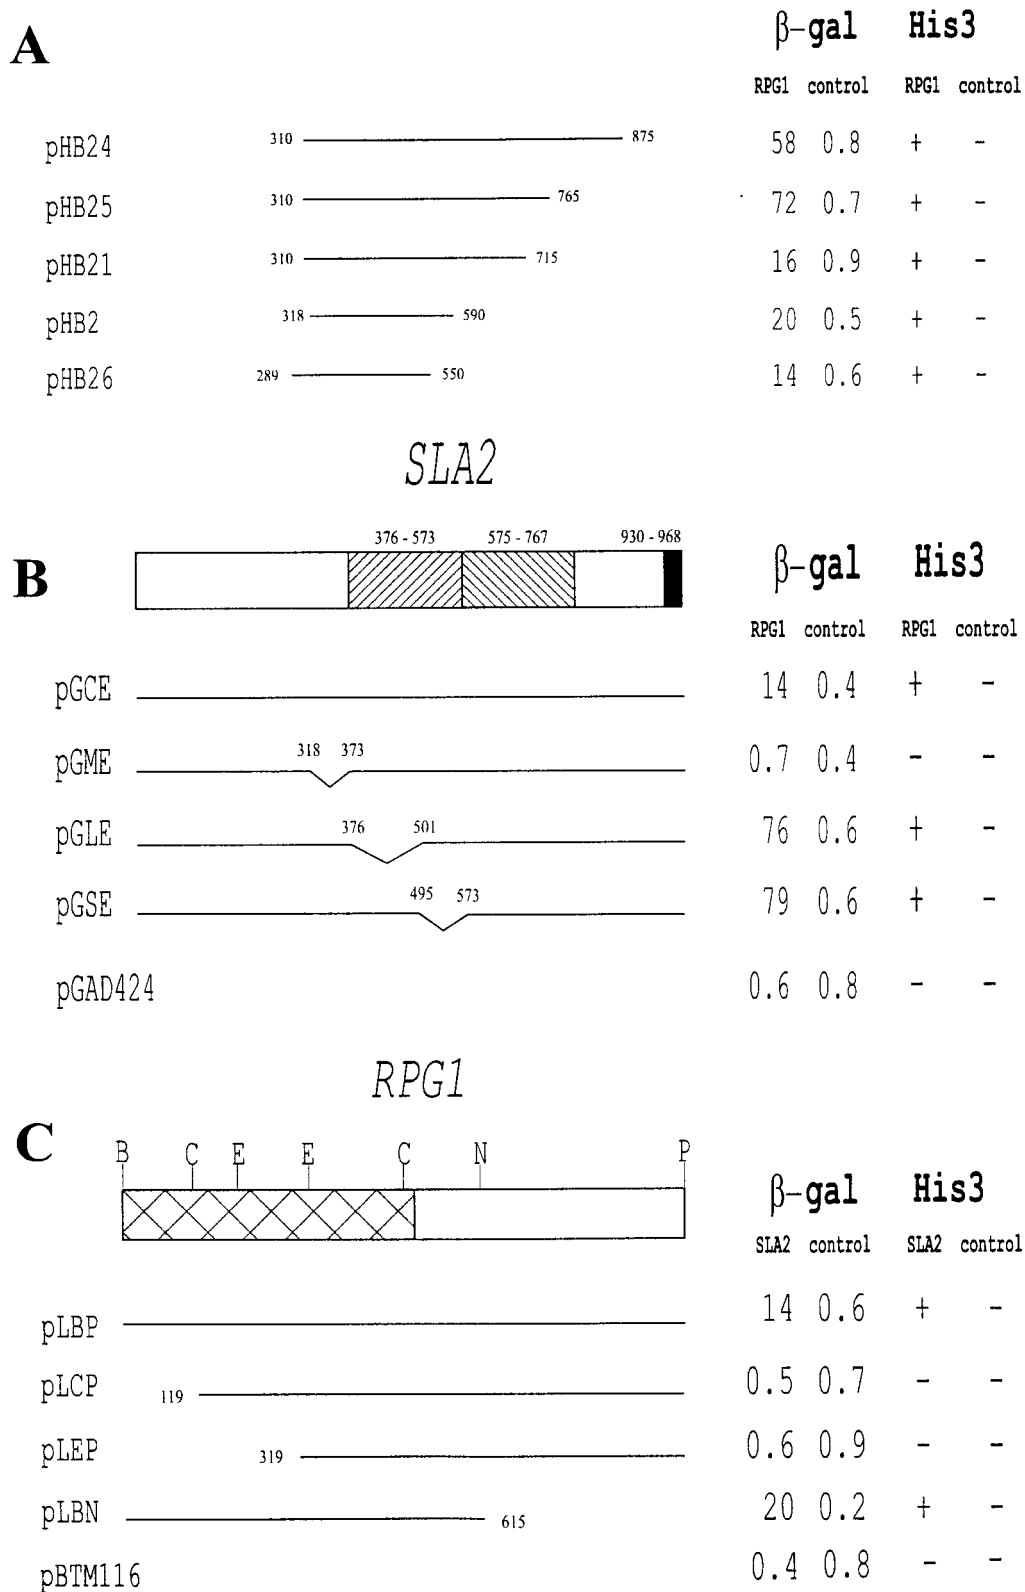 A
β-gal His3
RPG1 control RPG1 control
pHB24 310 875 58 0.8 + -
pHB25 310 765 72 0.7 + -
pHB21 310 715 16 0.9 + -
pHB2 318 590 20 0.5 + -
pHB26 289 550 14 0.6 + -
SLA2
376 - 573 575 - 767 930 - 968
B
β-gal His3
RPG1 control RPG1 control
pGCE 14 0.4 + -
318 373
pGME 0.7 0.4 - -
376 501
pGLE 76 0.6 + -
495 573
pGSE 79 0.6 + -
pGAD424 0.6 0.8 - -
RPG1
C
B C E E C N P
β-gal His3
SLA2 control SLA2 control
pLBP 14 0.6 + -
pLCP 119 0.5 0.7 - -
pLEP 319 0.6 0.9 - -
pLBN 615 20 0.2 + -
pBTM116 0.4 0.8 - -